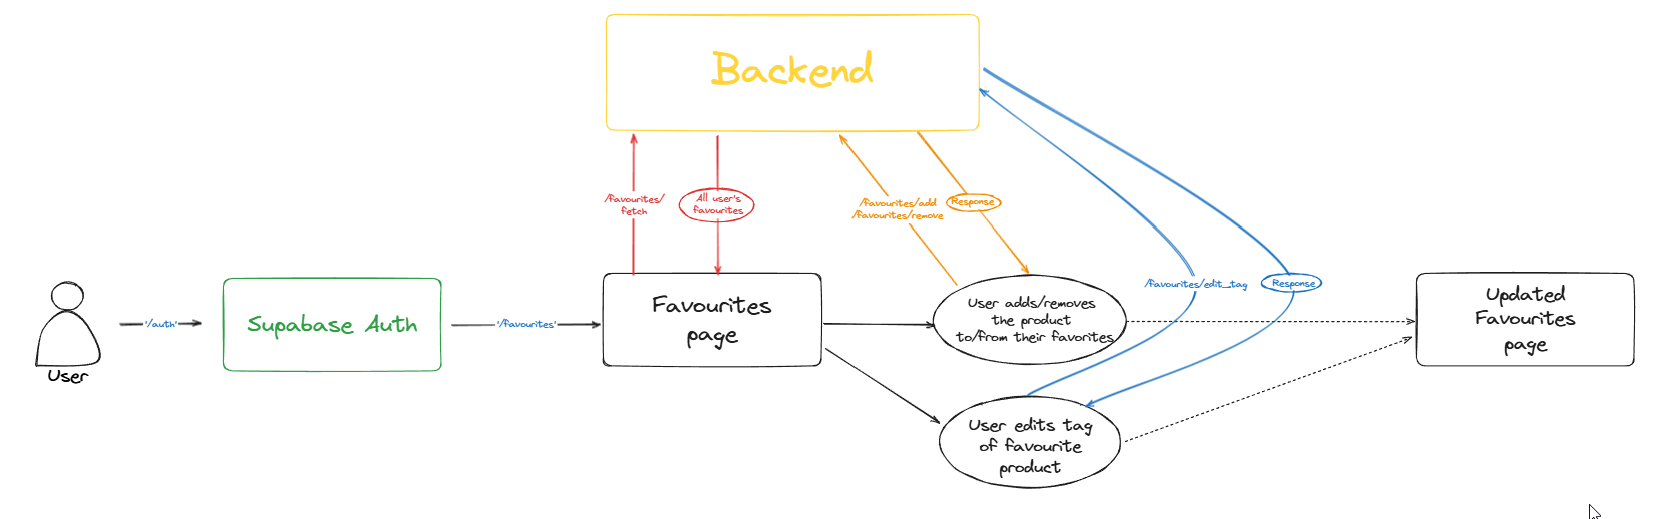 Backend
/favourites/
fetch
All user's
favourites
/favourites/add
/favourites/remove
Response
/favourites/edit_tag
Response
User
'/auth'
Supabase Auth
'/favourites'
Favourites
page
User adds/removes
the product
to/from their favorites
User edits tag
of favourite
product
Updated
Favourites
page